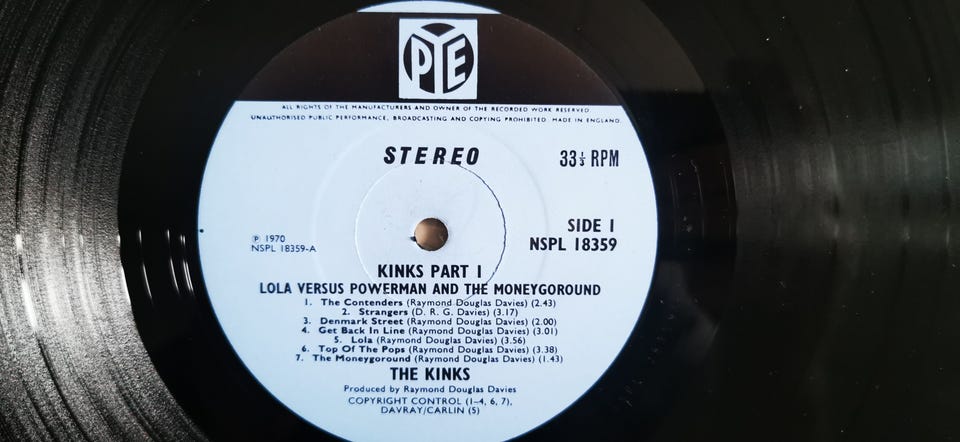 PYE
ALL RIGHTS OF THE MANUFACTURERS AND OWNER OF THE RECORDED WORK RESERVED.
UNAUTHORISED PUBLIC PERFORMANCE, BROADCASTING AND COPYING PROHIBITED. MADE IN ENGLAND.
STEREO 33⅓ RPM
SIDE 1
℗ 1970
NSPL 18359-A NSPL 18359
KINKS PART 1
LOLA VERSUS POWERMAN AND THE MONEYGOROUND
1. The Contenders (Raymond Douglas Davies) (2.43)
2. Strangers (D. R. G. Davies) (3.17)
3. Denmark Street (Raymond Douglas Davies) (2.00)
4. Get Back In Line (Raymond Douglas Davies) (3.01)
5. Lola (Raymond Douglas Davies) (3.56)
6. Top Of The Pops (Raymond Douglas Davies) (3.38)
7. The Moneygoround (Raymond Douglas Davies) (1.43)
THE KINKS
Produced by Raymond Douglas Davies
COPYRIGHT CONTROL (1-4, 6, 7),
DAVRAY/CARLIN (5)